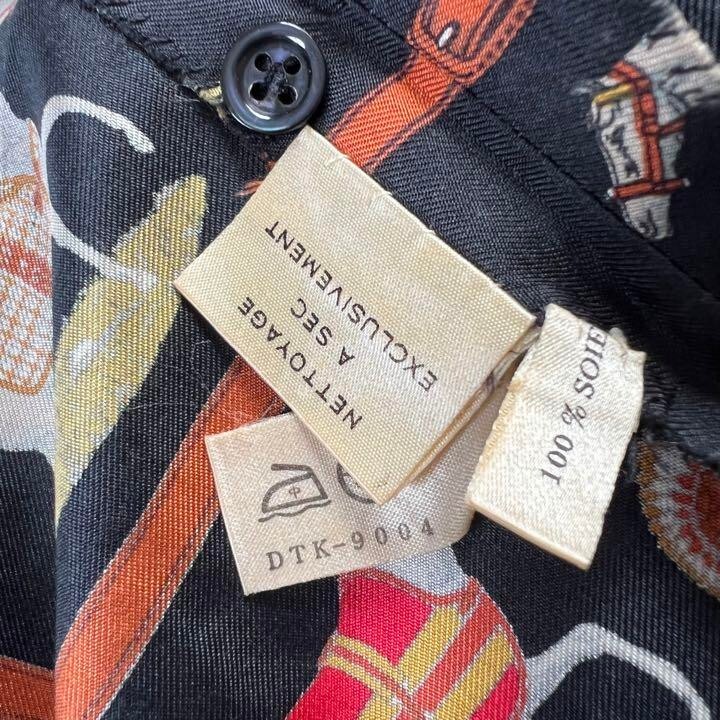 NETTOYAGE
A SEC
EXCLUSIVEMENT
100 % SOIE
DTK-9004